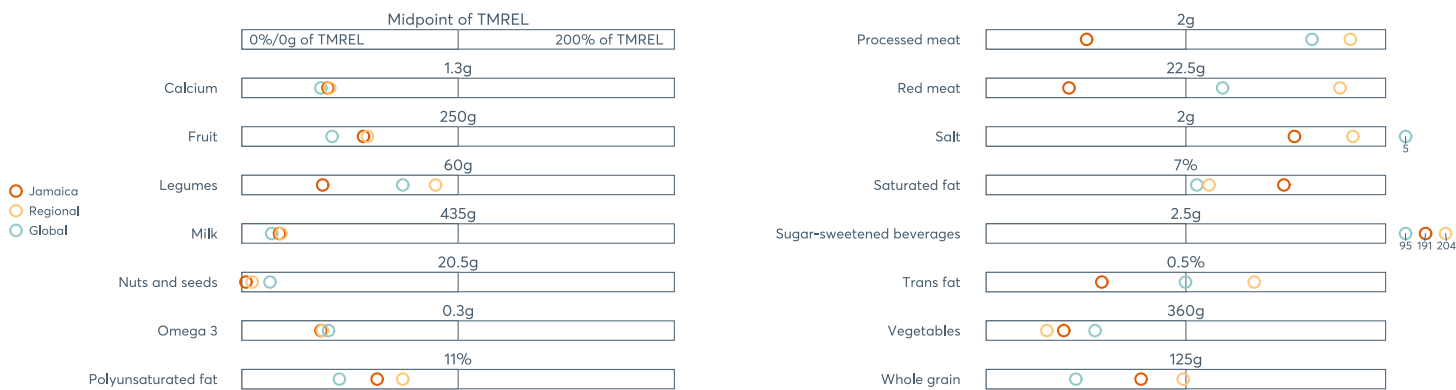 Midpoint of TMREL
0%/0g of TMREL
200% of TMREL
Calcium
1.3g
Fruit
250g
Legumes
60g
Milk
435g
Nuts and seeds
20.5g
Omega 3
0.3g
Polyunsaturated fat
11%
Jamaica
Regional
Global
Processed meat
2g
Red meat
22.5g
Salt
2g
5
Saturated fat
7%
Sugar-sweetened beverages
2.5g
95 191 204
Trans fat
0.5%
Vegetables
360g
Whole grain
125g